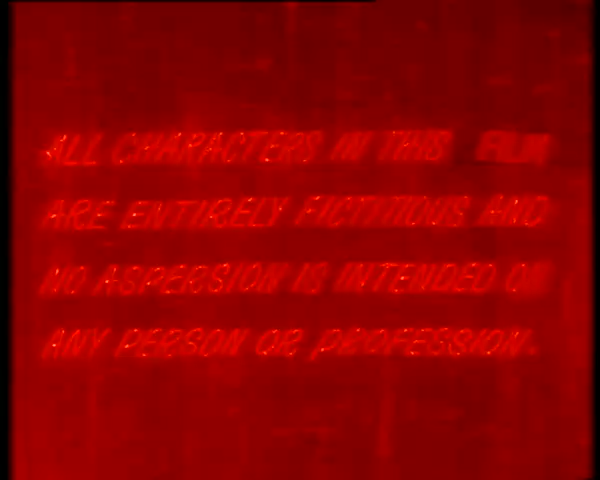 ALL CHARACTERS IN THIS FILM
ARE ENTIRELY FICTITIOUS AND
NO ASPERSION IS INTENDED ON
ANY PERSON OR PROFESSION.